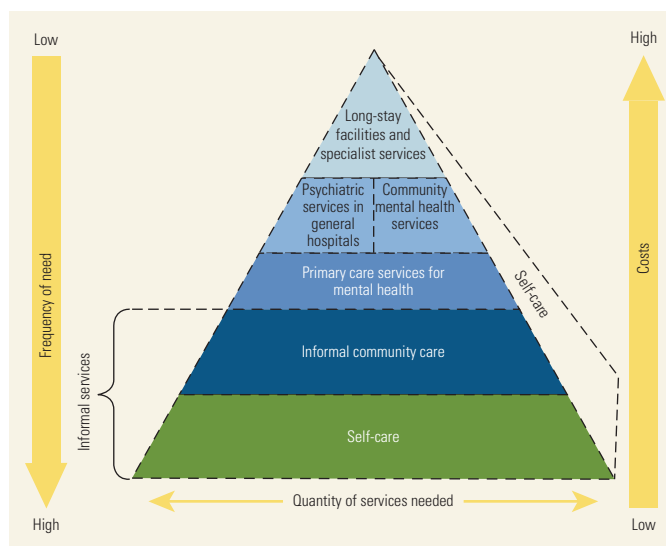 Low
High
Long-stay
facilities and
specialist services
Psychiatric
services in
general
hospitals
Community
mental health
services
Primary care services for
mental health
Self-care
Informal community care
Self-care
Frequency of need
Informal services
Costs
Quantity of services needed
High
Low